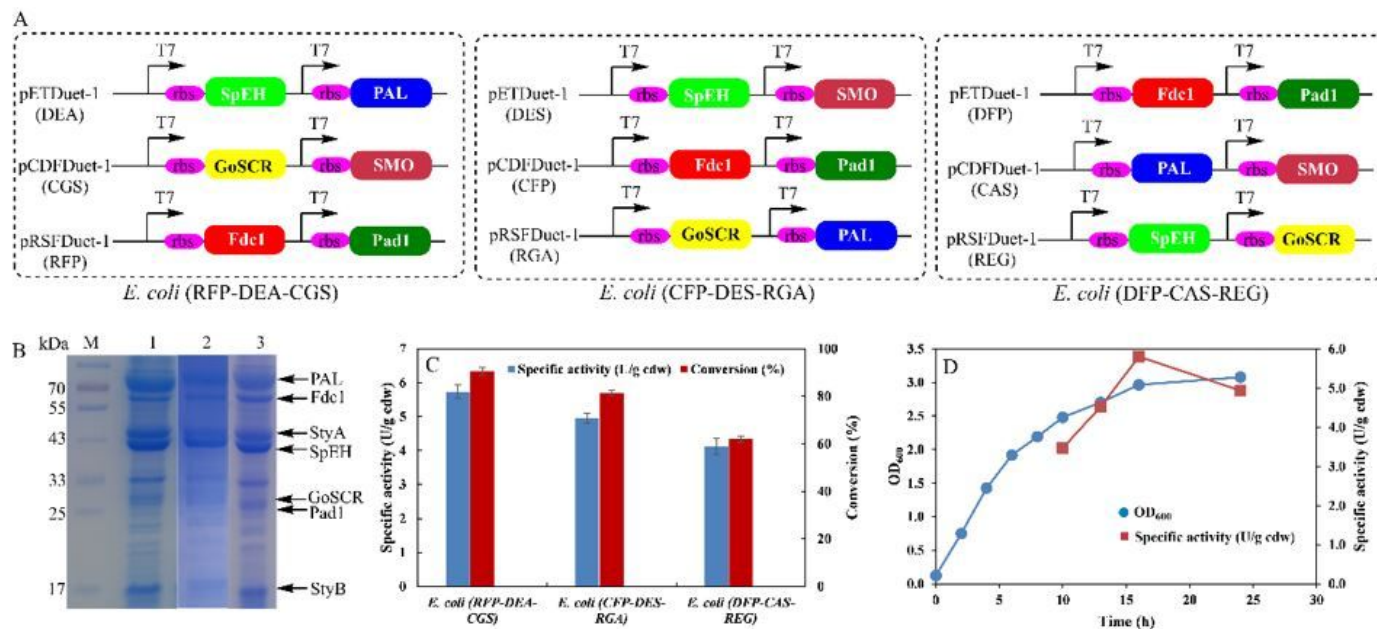 A
T7 T7
pETDuet-1 rbs SpEH rbs PAL
(DEA)
T7 T7
pCDFDuet-1 rbs GoSCR rbs SMO
(CGS)
T7 T7
pRSFDuet-1 rbs Fdc1 rbs Pad1
(RFP)
E. coli (RFP-DEA-CGS)
T7 T7
pETDuet-1 rbs SpEH rbs SMO
(DES)
T7 T7
pCDFDuet-1 rbs Fdc1 rbs Pad1
(CFP)
T7 T7
pRSFDuet-1 rbs GoSCR rbs PAL
(RGA)
E. coli (CFP-DES-RGA)
T7 T7
pETDuet-1 rbs Fdc1 rbs Pad1
(DFP)
T7 T7
pCDFDuet-1 rbs PAL rbs SMO
(CAS)
T7 T7
pRSFDuet-1 rbs SpEH rbs GoSCR
(REG)
E. coli (DFP-CAS-REG)
B
kDa M 1 2 3
70
55
43
33
25
17
PAL
Fdc1
StyA
SpEH
GoSCR
Pad1
StyB
C
Specific activity (U/g cdw)
7
6
5
4
3
2
1
0
Specific activity (U/g cdw) Conversion (%)
100
80
60
40
20
0
Conversion (%)
E. coli (RFP-DEA-
CGS)
E. coli (CFP-DES-
RGA)
E. coli (DFP-CAS-
REG)
D
OD600
3.5
3.0
2.5
2.0
1.5
1.0
0.5
0.0
OD600
Specific activity (U/g cdw)
6.0
5.0
4.0
3.0
2.0
1.0
0.0
Specific activity (U/g cdw)
0 5 10 15 20 25 30
Time (h)